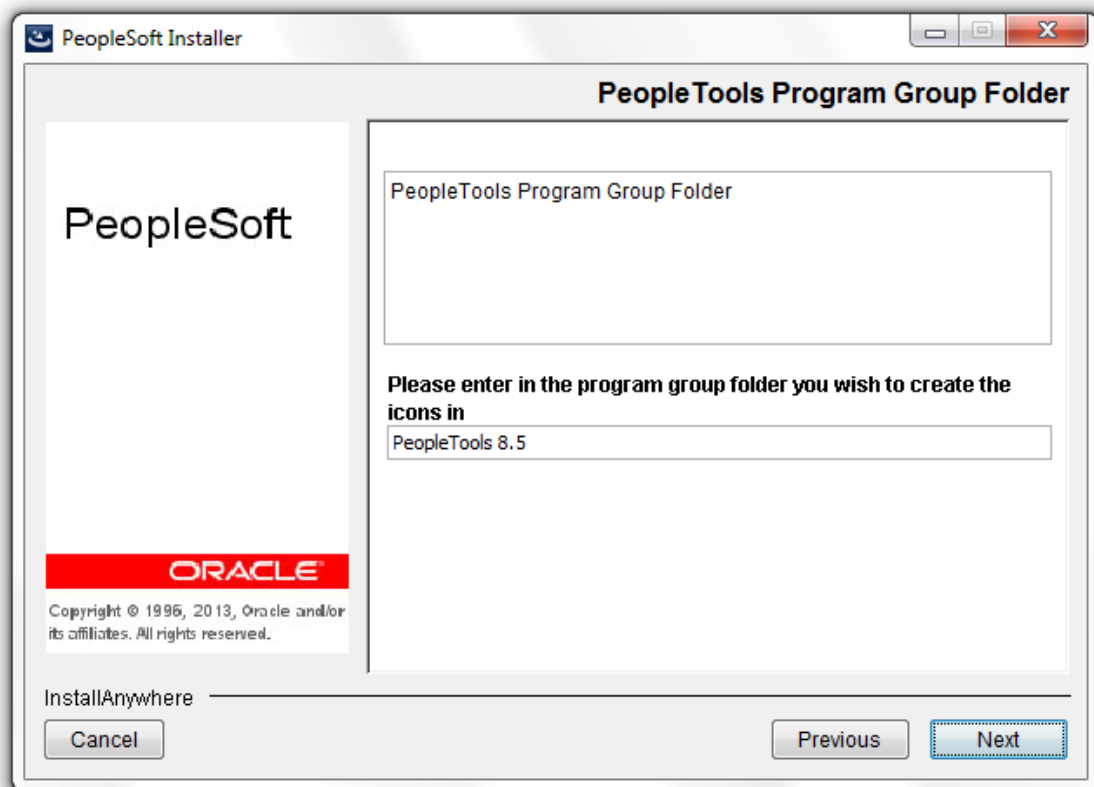 PeopleSoft Installer
PeopleTools Program Group Folder
PeopleSoft
PeopleTools Program Group Folder
Please enter in the program group folder you wish to create the
icons in
PeopleTools 8.5
ORACLE
Copyright © 1995, 2013, Oracle and/or
its affiliates. All rights reserved.
InstallAnywhere
Cancel
Previous
Next